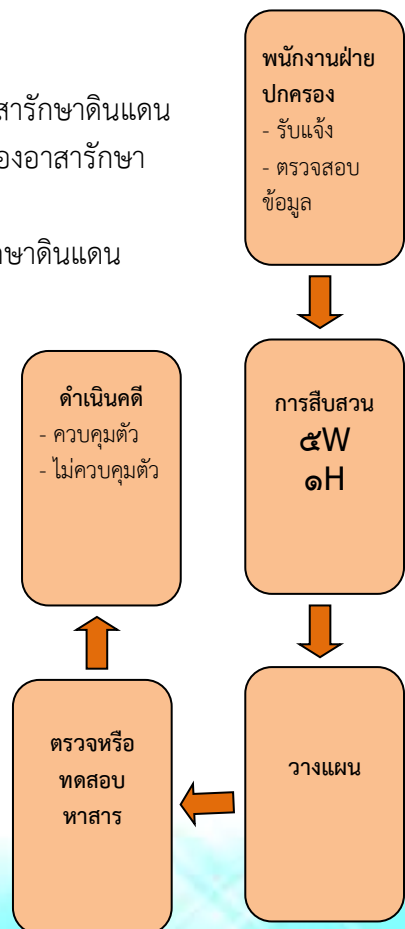 สารักษาดินแดน
องอาสารักษา
ษาดินแดน
พนักงานฝ่าย
ปกครอง
- รับแจ้ง
- ตรวจสอบ
ข้อมูล
การสืบสวน
๕W
๑H
วางแผน
ตรวจหรือ
ทดสอบ
หาสาร
ดำเนินคดี
- ควบคุมตัว
- ไม่ควบคุมตัว